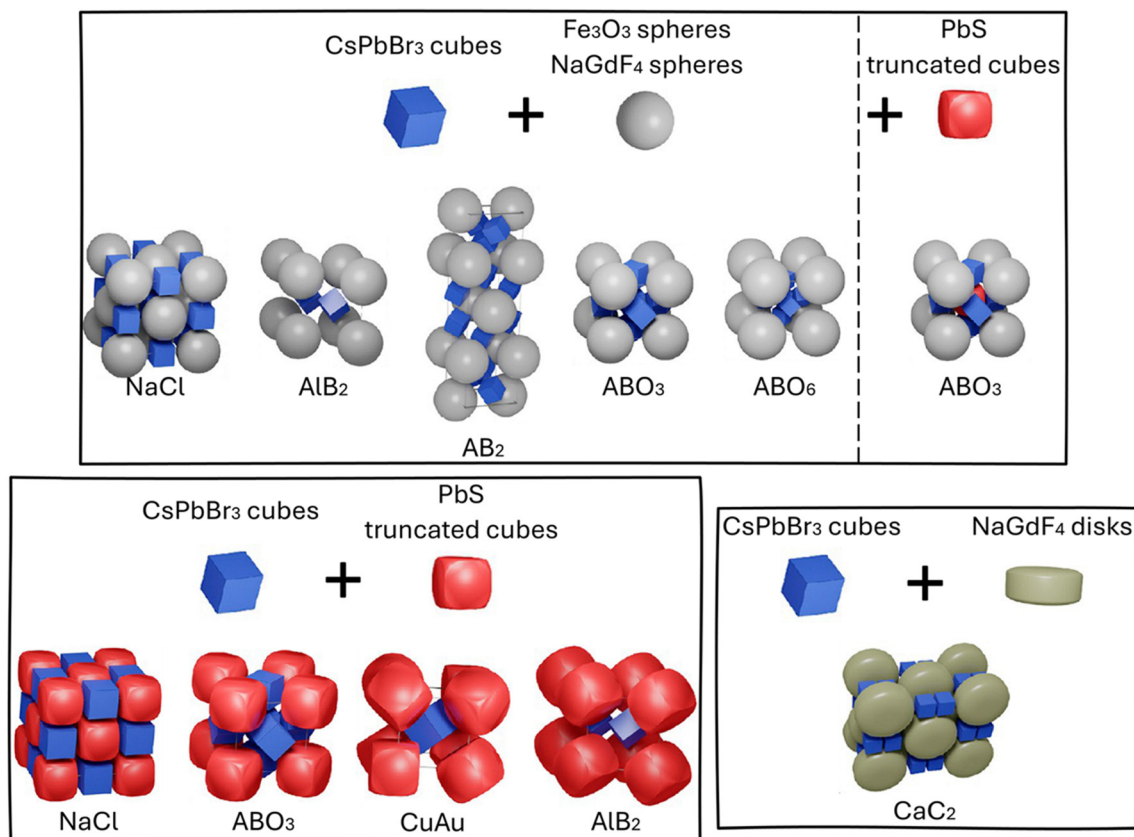 CsPbBr₃ cubes
Fe₃O₃ spheres
NaGdF₄ spheres
PbS
truncated cubes
+
+
NaCl
AlB₂
AB₂
ABO₃
ABO₆
ABO₃
CsPbBr₃ cubes
PbS
truncated cubes
+
NaCl
ABO₃
CuAu
AlB₂
CsPbBr₃ cubes
NaGdF₄ disks
+
CaC₂